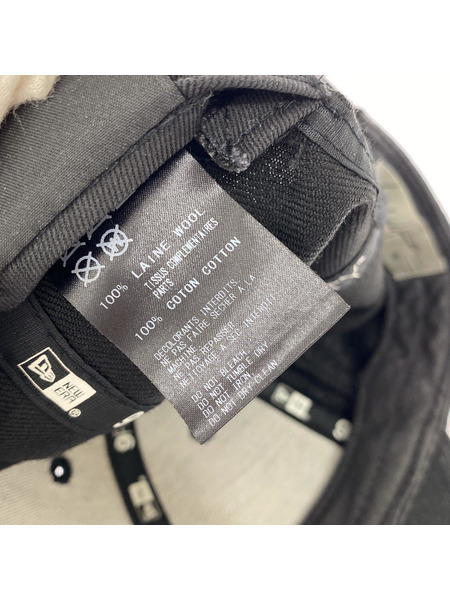 100% LAINE WOOL
TISSUS COMPLEMENTAIRES
PARTS
100% COTON COTTON
DECOLORANTS INTERDITS
NE PAS FAIRE SECHER A LA
MACHINE
NE PAS REPASSER
NETTOYAGE A SEC INTERDIT
DO NOT BLEACH
DO NOT TUMBLE DRY
DO NOT IRON
DO NOT DRY CLEAN
NEW ERA®